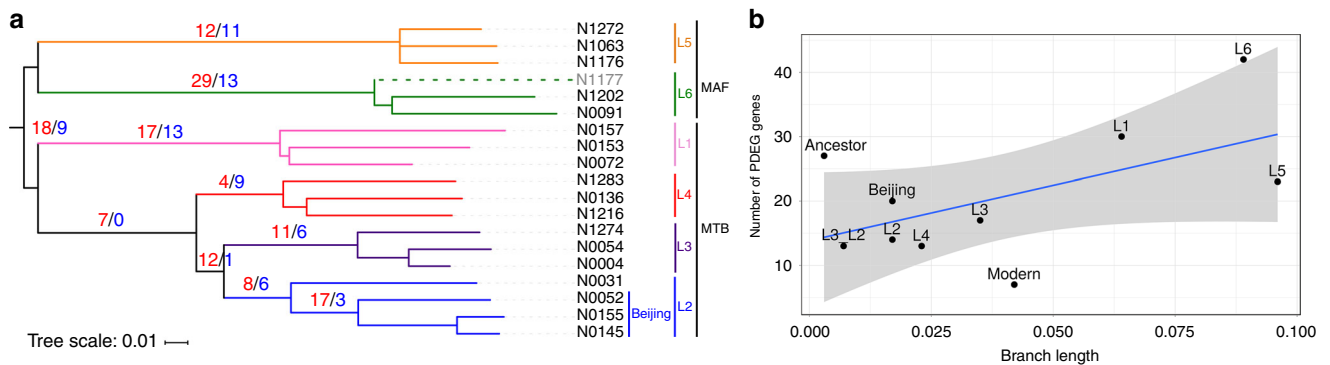 a
12/11
29/13
18/9
17/13
4/9
7/0
11/6
12/1
8/6
17/3
N1272
N1063
N1176
N1177
N1202
N0091
N0157
N0153
N0072
N1283
N0136
N1216
N1274
N0054
N0004
N0031
N0052
N0155
N0145
L5
L6
L1
L4
L3
L2
Beijing
MAF
MTB
Tree scale: 0.01
b
Number of PDEG genes
40
30
20
10
Ancestor
L3_L2
Beijing
L2
L4
L3
Modern
L1
L6
L5
0.000
0.025
0.050
0.075
0.100
Branch length